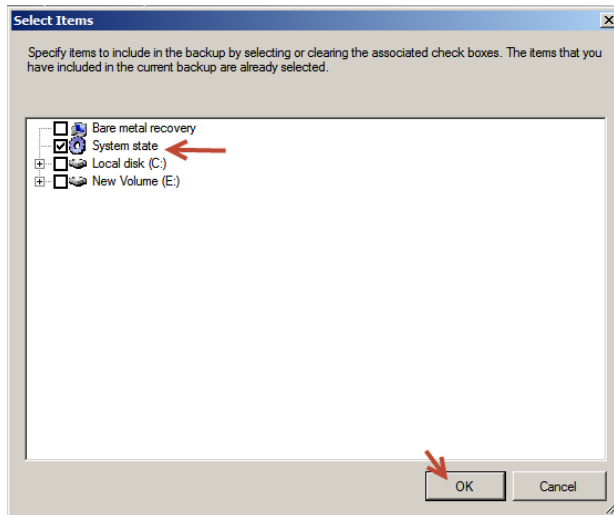 Select Items
Specify items to include in the backup by selecting or clearing the associated check boxes. The items that you
have included in the current backup are already selected.
Bare metal recovery
System state
Local disk (C:)
New Volume (E:)
OK
Cancel